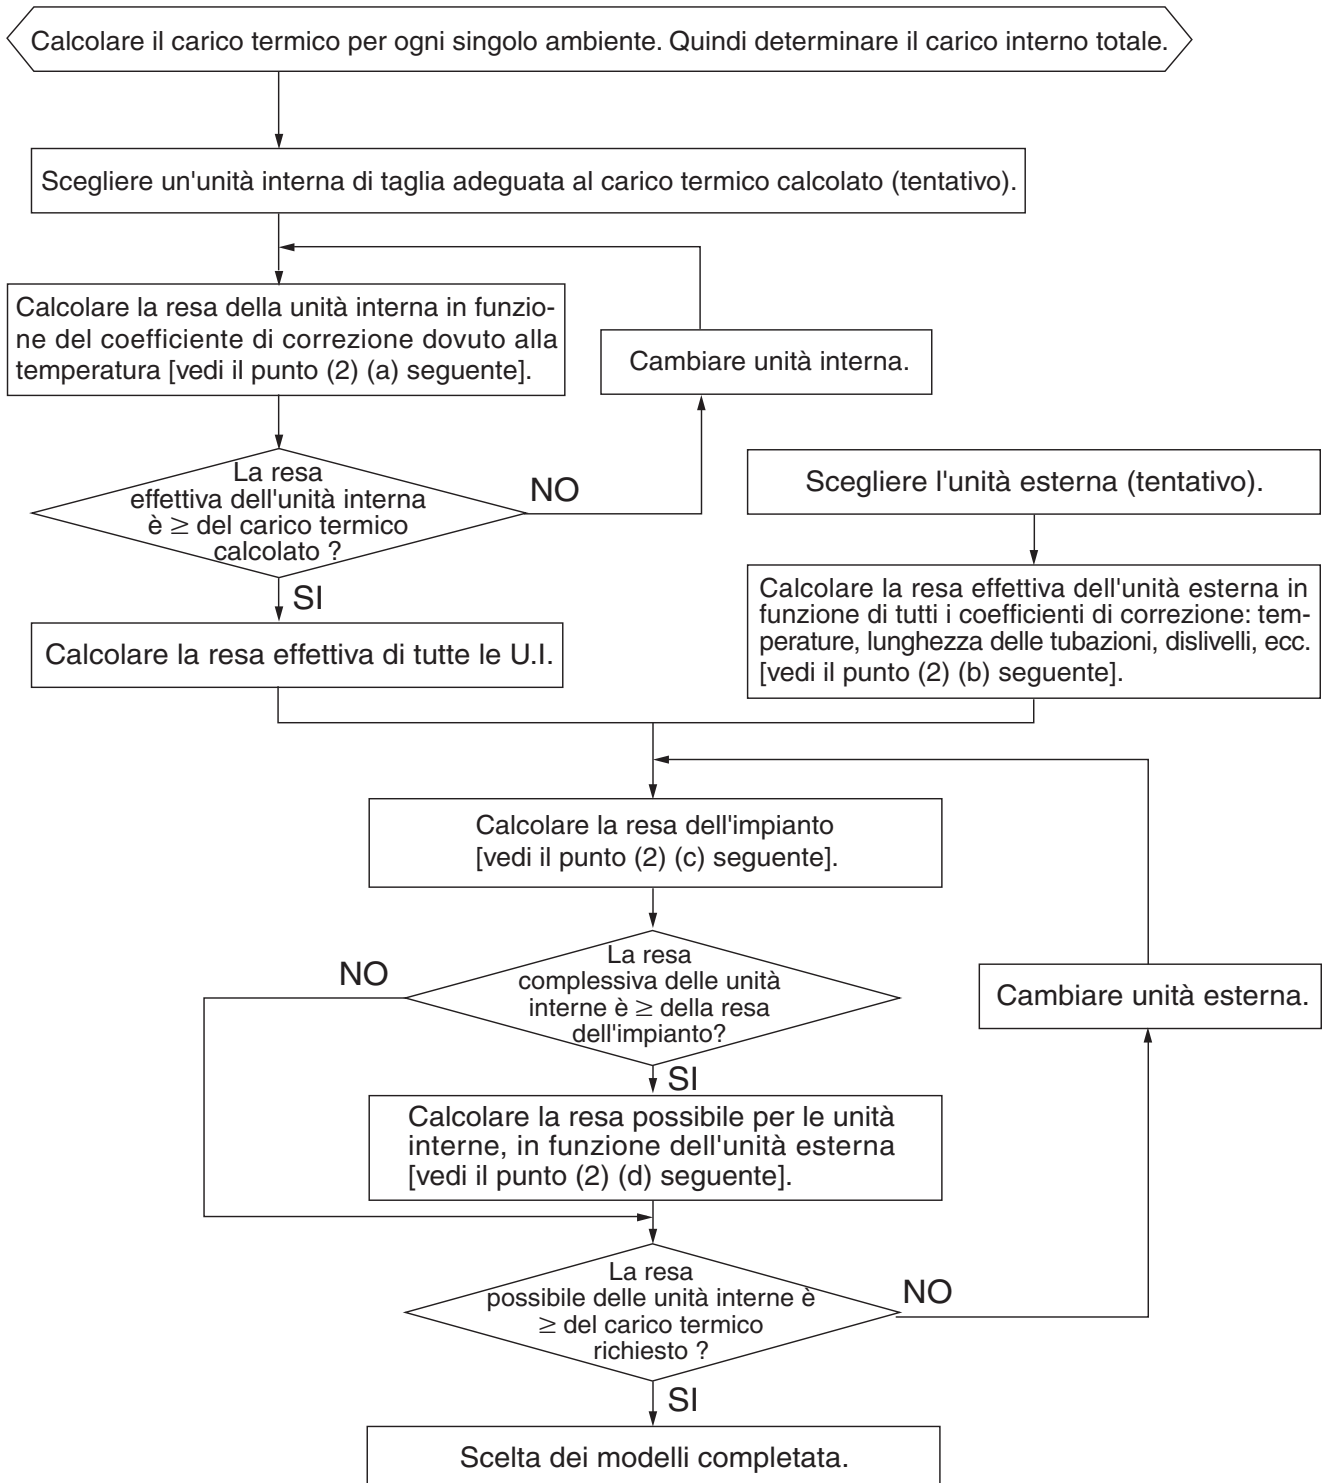 Calcolare il carico termico per ogni singolo ambiente. Quindi determinare il carico interno totale.
Scegliere un'unità interna di taglia adeguata al carico termico calcolato (tentativo).
Calcolare la resa della unità interna in funzio-
ne del coefficiente di correzione dovuto alla
temperatura [vedi il punto (2) (a) seguente].
Cambiare unità interna.
La resa
effettiva dell'unità interna
è ≥ del carico termico
calcolato ?
NO
SI
Calcolare la resa effettiva di tutte le U.I.
Scegliere l'unità esterna (tentativo).
Calcolare la resa effettiva dell'unità esterna in
funzione di tutti i coefficienti di correzione: tem-
perature, lunghezza delle tubazioni, dislivelli, ecc.
[vedi il punto (2) (b) seguente].
Calcolare la resa dell'impianto
[vedi il punto (2) (c) seguente].
La resa
complessiva delle unità
interne è ≥ della resa
dell'impianto?
NO
SI
Cambiare unità esterna.
Calcolare la resa possibile per le unità
interne, in funzione dell'unità esterna
[vedi il punto (2) (d) seguente].
La resa
possibile delle unità interne è
≥ del carico termico
richiesto ?
NO
SI
Scelta dei modelli completata.